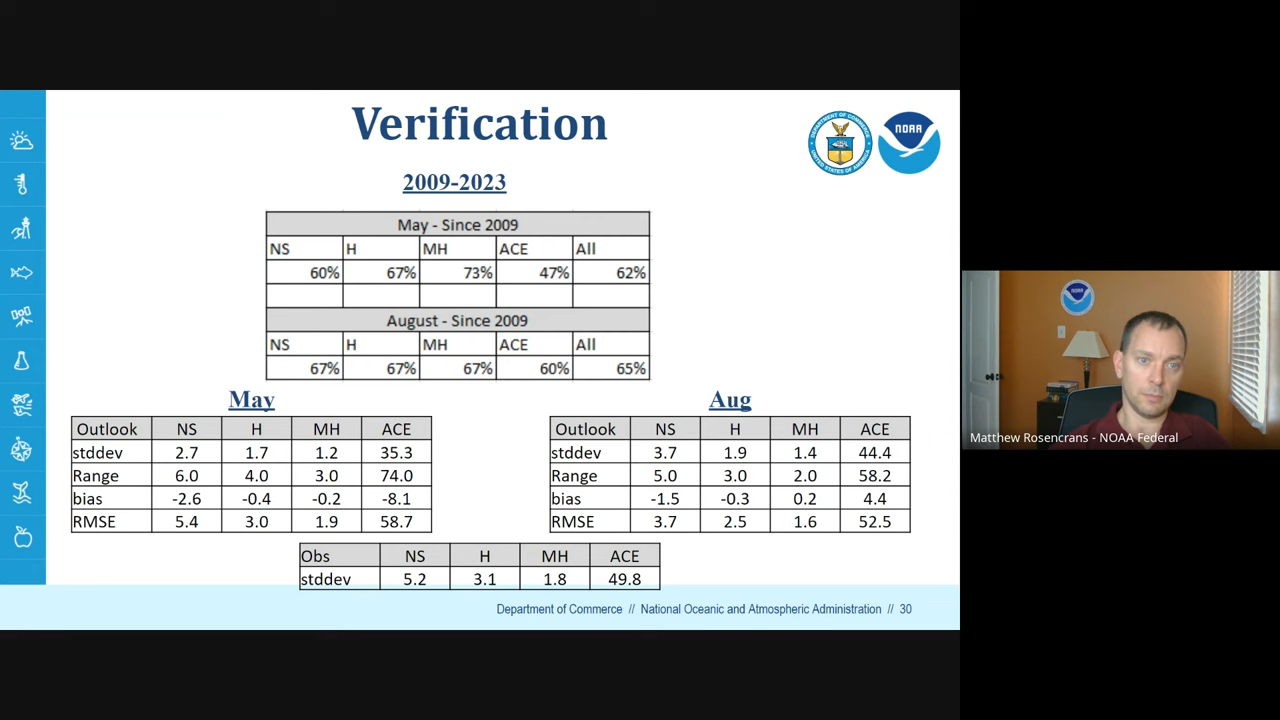 Verification
2009-2023
NOAA
May - Since 2009
NS H MH ACE All
60% 67% 73% 47% 62%
August - Since 2009
NS H MH ACE All
67% 67% 67% 60% 65%
May
Outlook NS H MH ACE
stddev 2.7 1.7 1.2 35.3
Range 6.0 4.0 3.0 74.0
bias -2.6 -0.4 -0.2 -8.1
RMSE 5.4 3.0 1.9 58.7
Aug
Outlook NS H MH ACE
stddev 3.7 1.9 1.4 44.4
Range 5.0 3.0 2.0 58.2
bias -1.5 -0.3 0.2 4.4
RMSE 3.7 2.5 1.6 52.5
Obs NS H MH ACE
stddev 5.2 3.1 1.8 49.8
Department of Commerce // National Oceanic and Atmospheric Administration // 30
NOAA
Matthew Rosencrans - NOAA Federal